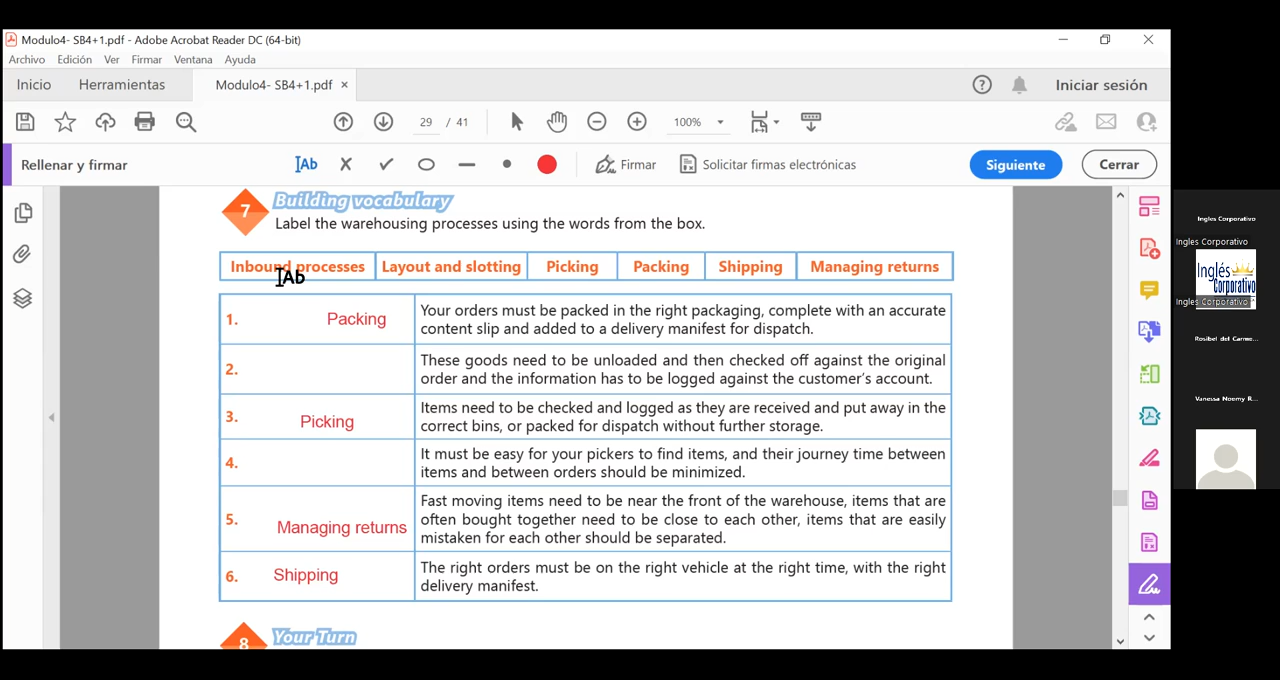 Modulo4- SB4+1.pdf - Adobe Acrobat Reader DC (64-bit)
Archivo Edición Ver Firmar Ventana Ayuda
Inicio Herramientas Modulo4- SB4+1.pdf × Iniciar sesión
29 / 41 100%
Rellenar y firmar Ab Firmar Solicitar firmas electrónicas Siguiente Cerrar
7 Building vocabulary
Label the warehousing processes using the words from the box.
Inbound processes Layout and slotting Picking Packing Shipping Managing returns
Ab
1. Packing
Your orders must be packed in the right packaging, complete with an accurate
content slip and added to a delivery manifest for dispatch.
2.
These goods need to be unloaded and then checked off against the original
order and the information has to be logged against the customer's account.
3. Picking
Items need to be checked and logged as they are received and put away in the
correct bins, or packed for dispatch without further storage.
4.
It must be easy for your pickers to find items, and their journey time between
items and between orders should be minimized.
5. Managing returns
Fast moving items need to be near the front of the warehouse, items that are
often bought together need to be close to each other, items that are easily
mistaken for each other should be separated.
6. Shipping
The right orders must be on the right vehicle at the right time, with the right
delivery manifest.
8 Your Turn
Ingles Corporativo
Ingles Corporativo
Inglés
Corporativo
Ingles Corporativo
Rosibel del Carme...
Vanessa Noemy R...